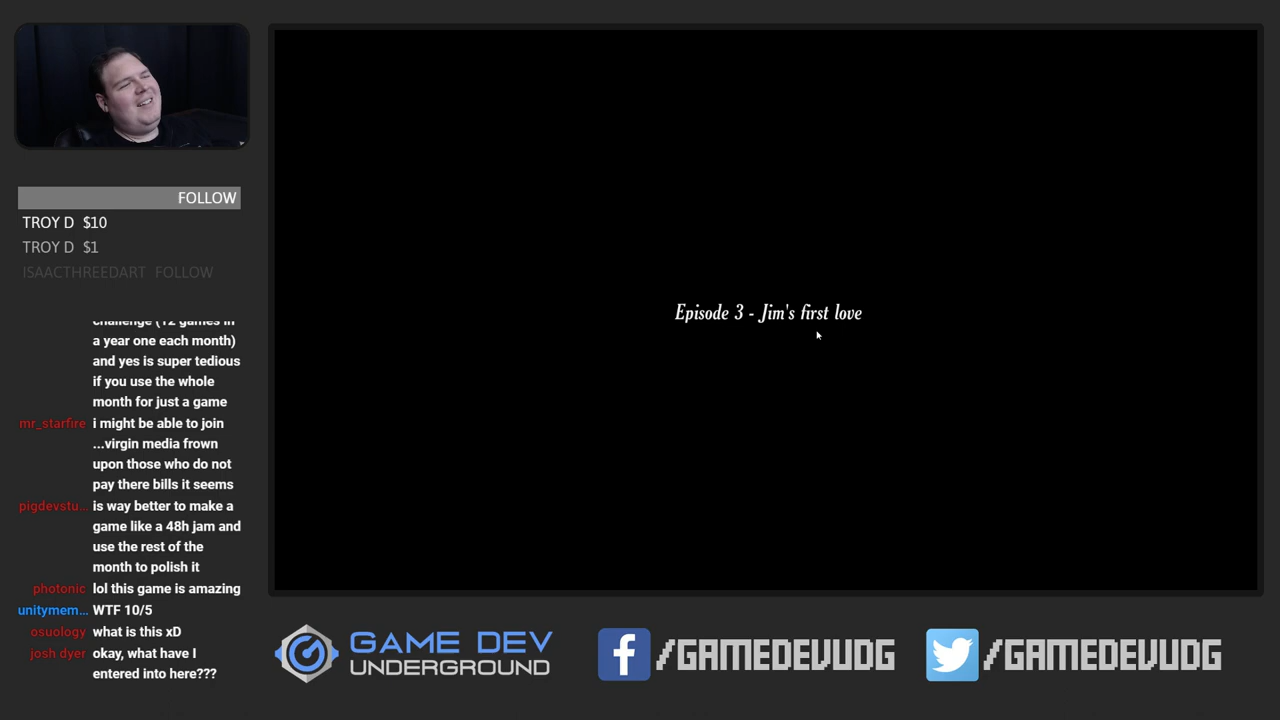 FOLLOW
TROY D $10
TROY D $1
ISAACTHREEDART FOLLOW
challenge (12 games in
a year one each month)
and yes is super tedious
if you use the whole
month for just a game
mr_starfire i might be able to join
...virgin media frown
upon those who do not
pay there bills it seems
pigdevstu... is way better to make a
game like a 48h jam and
use the rest of the
month to polish it
photonic lol this game is amazing
unitymem... WTF 10/5
osuology what is this xD
josh dyer okay, what have I
entered into here???
Episode 3 - Jim's first love
GAME DEV
UNDERGROUND
f /GAMEDEVUDG
/GAMEDEVUDG